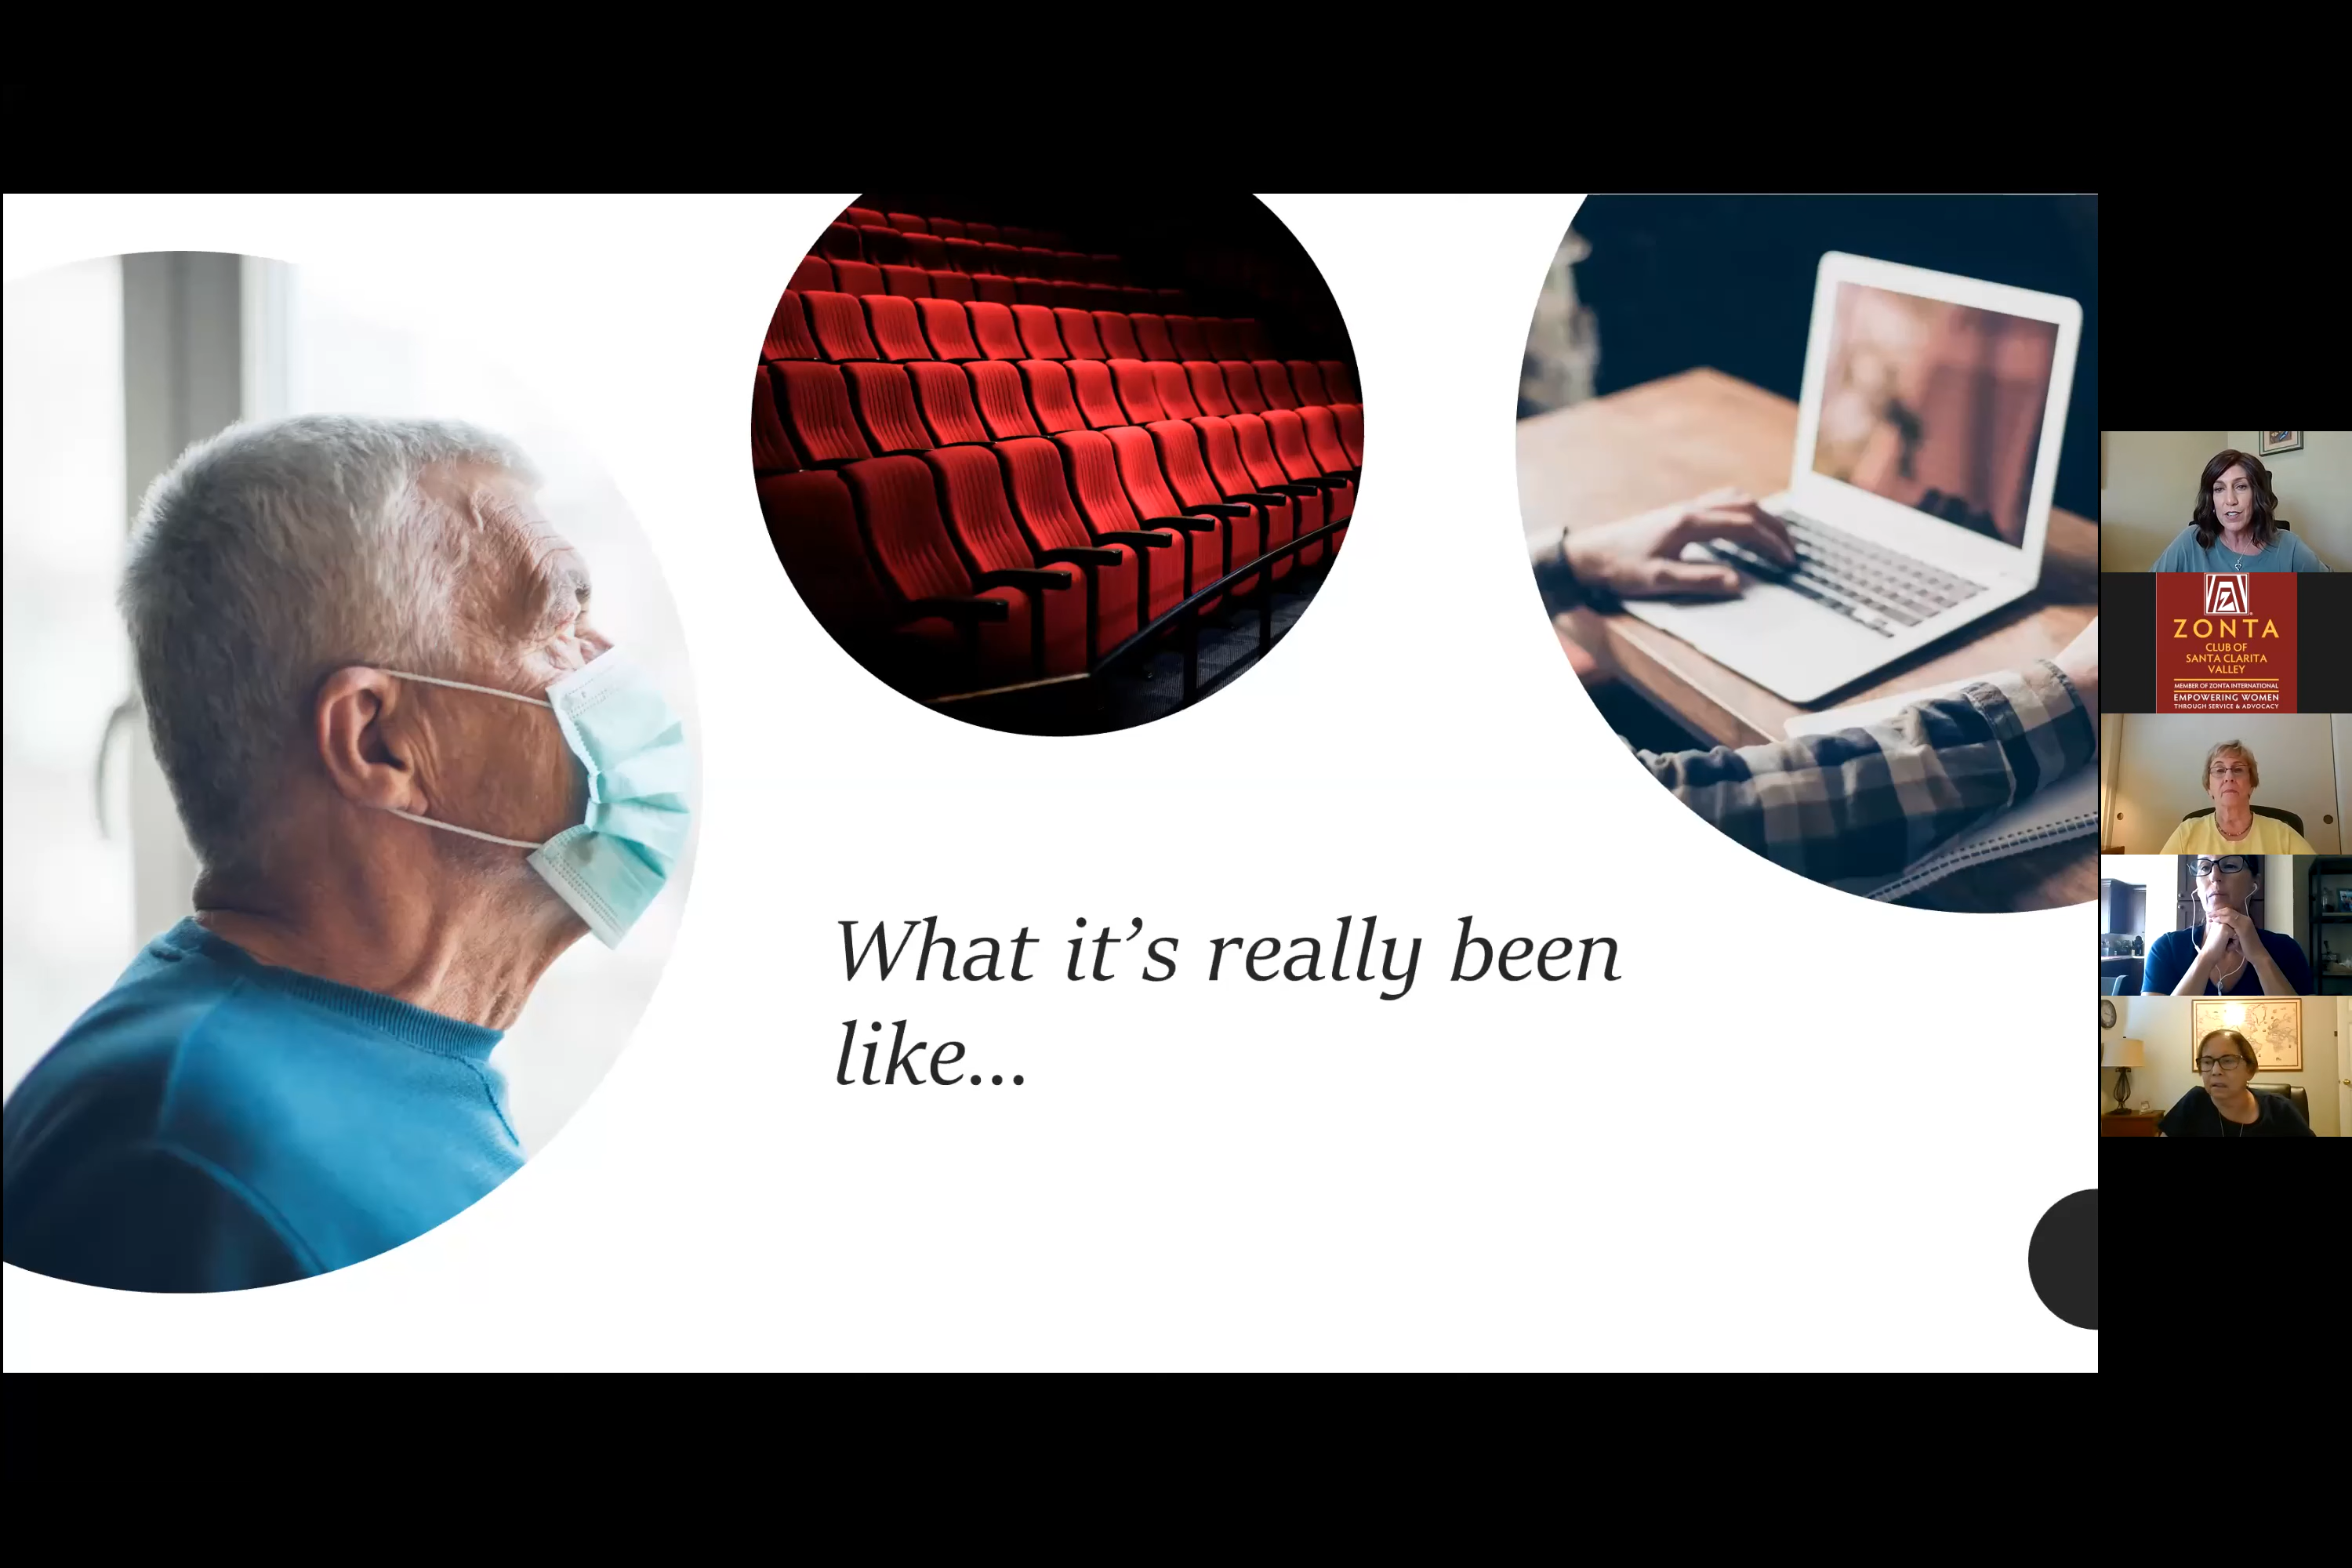 What it’s really been
like...
ZONTA
CLUB OF
SANTA CLARITA
VALLEY
MEMBER OF ZONTA INTERNATIONAL
EMPOWERING WOMEN
THROUGH SERVICE & ADVOCACY